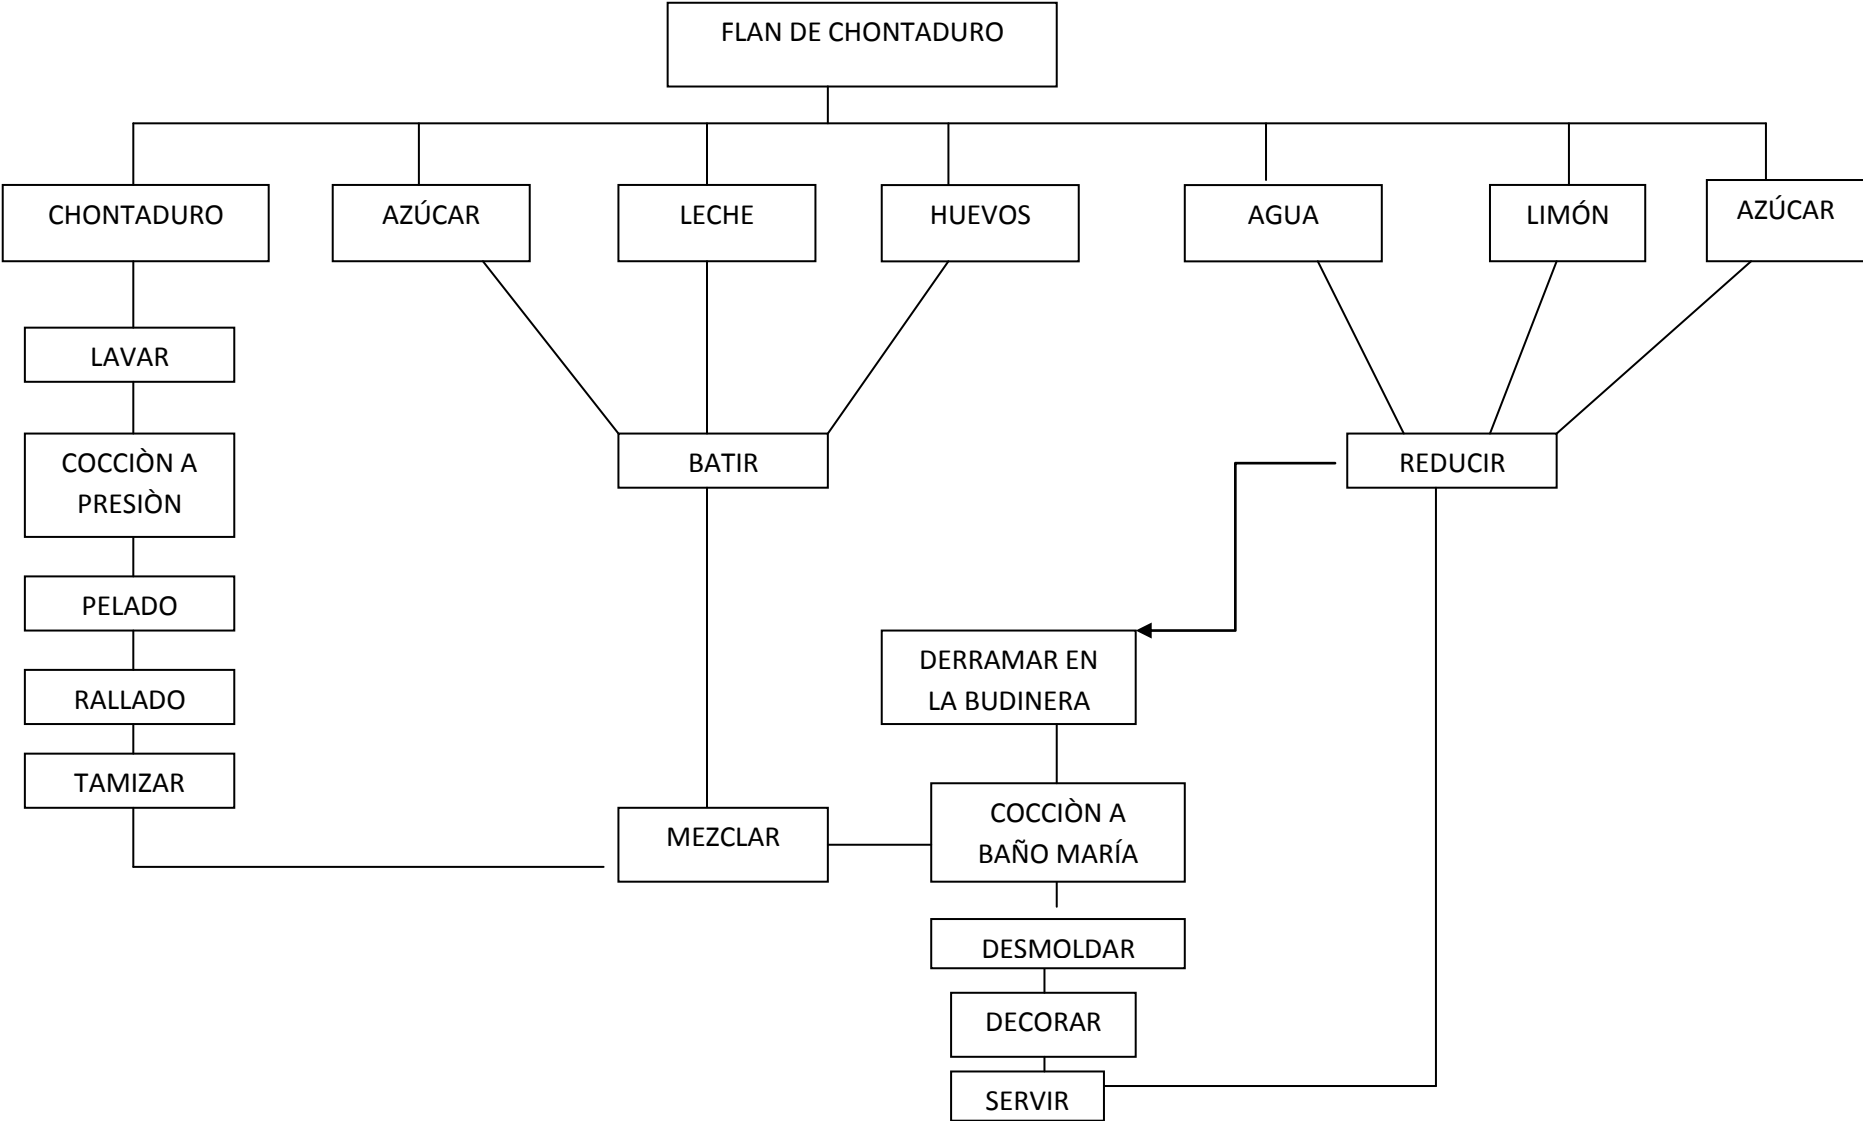 FLAN DE CHONTADURO
CHONTADURO
AZÚCAR
LECHE
HUEVOS
AGUA
LIMÓN
AZÚCAR
LAVAR
COCCIÒN A
PRESIÒN
BATIR
REDUCIR
PELADO
RALLADO
TAMIZAR
DERRAMAR EN
LA BUDINERA
MEZCLAR
COCCIÒN A
BAÑO MARÍA
DESMOLDAR
DECORAR
SERVIR